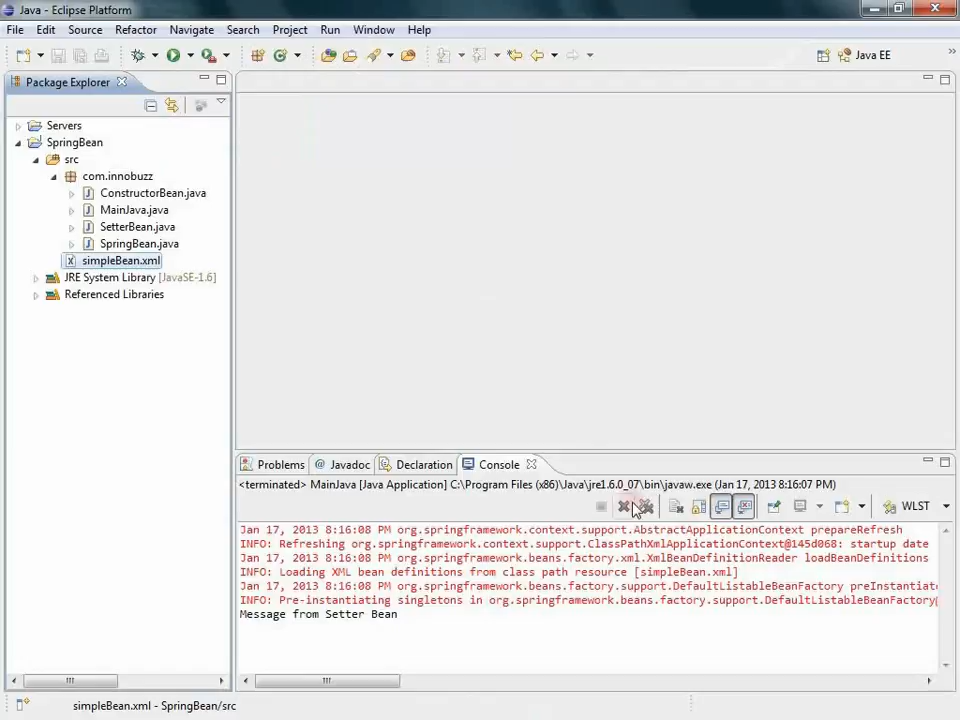 Java - Eclipse Platform
File Edit Source Refactor Navigate Search Project Run Window Help
Java EE
Package Explorer
Servers
SpringBean
src
com.innobuzz
ConstructorBean.java
MainJava.java
SetterBean.java
SpringBean.java
simpleBean.xml
JRE System Library [JavaSE-1.6]
Referenced Libraries
Problems Javadoc Declaration Console
<terminated> MainJava [Java Application] C:\Program Files (x86)\Java\jre1.6.0_07\bin\javaw.exe (Jan 17, 2013 8:16:07 PM)
WLST
Jan 17, 2013 8:16:08 PM org.springframework.context.support.AbstractApplicationContext prepareRefresh
INFO: Refreshing org.springframework.context.support.ClassPathXmlApplicationContext@145d068: startup date
Jan 17, 2013 8:16:08 PM org.springframework.beans.factory.xml.XmlBeanDefinitionReader loadBeanDefinitions
INFO: Loading XML bean definitions from class path resource [simpleBean.xml]
Jan 17, 2013 8:16:08 PM org.springframework.beans.factory.support.DefaultListableBeanFactory preInstantiat
INFO: Pre-instantiating singletons in org.springframework.beans.factory.support.DefaultListableBeanFactory@
Message from Setter Bean
simpleBean.xml - SpringBean/src